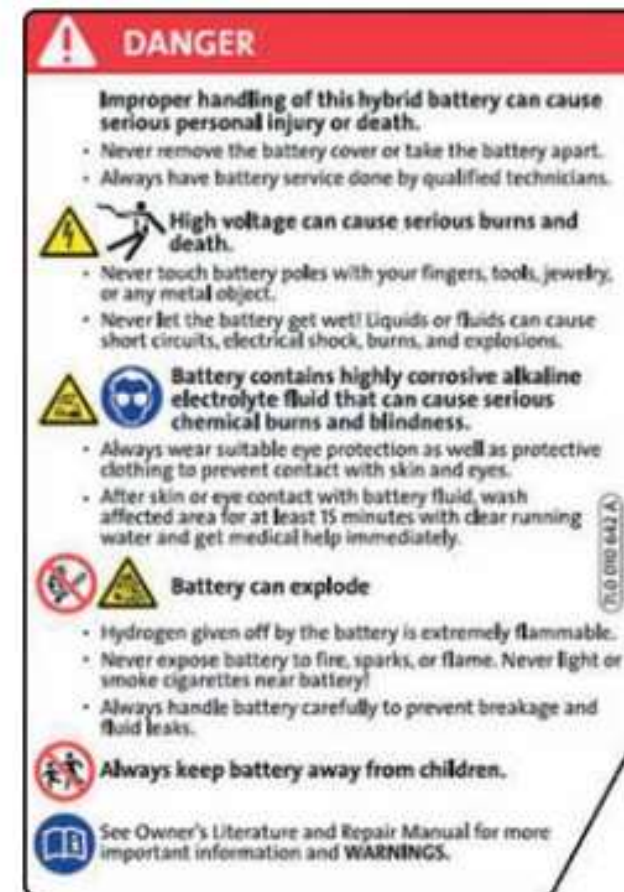 DANGER
Improper handling of this hybrid battery can cause
serious personal injury or death.
• Never remove the battery cover or take the battery apart.
• Always have battery service done by qualified technicians.
High voltage can cause serious burns and
death.
• Never touch battery poles with your fingers, tools, jewelry,
or any metal object.
• Never let the battery get wet! Liquids or fluids can cause
short circuits, electrical shock, burns, and explosions.
Battery contains highly corrosive alkaline
electrolyte fluid that can cause serious
chemical burns and blindness.
• Always wear suitable eye protection as well as protective
clothing to prevent contact with skin and eyes.
• After skin or eye contact with battery fluid, wash
affected area for at least 15 minutes with clear running
water and get medical help immediately.
7L0 010 642 A
Battery can explode
• Hydrogen given off by the battery is extremely flammable.
• Never expose battery to fire, sparks, or flame. Never light or
smoke cigarettes near battery!
• Always handle battery carefully to prevent breakage and
fluid leaks.
Always keep battery away from children.
See Owner's Literature and Repair Manual for more
important information and WARNINGS.